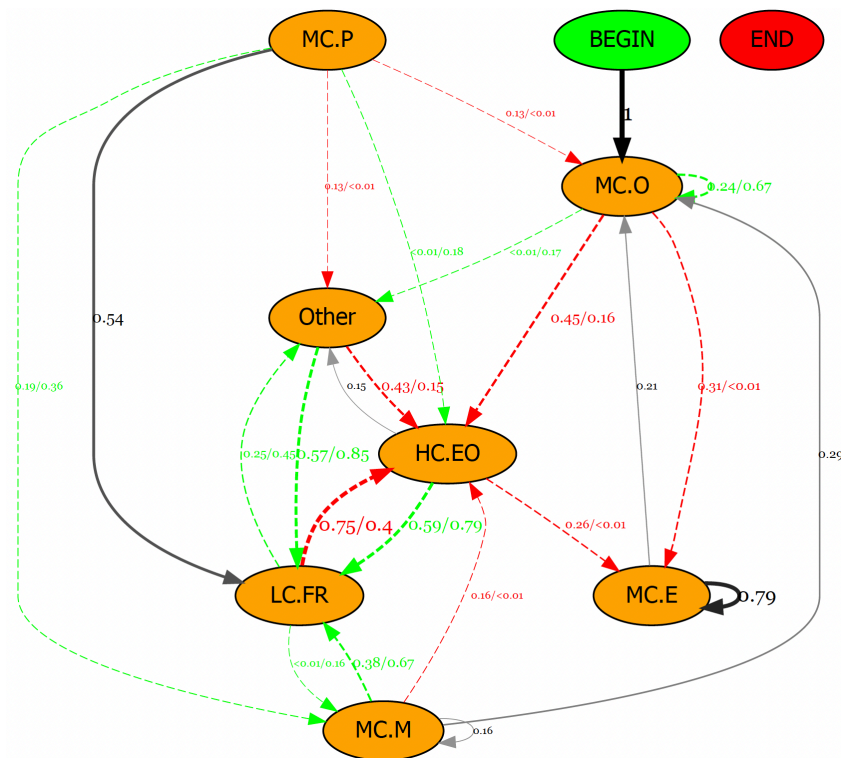 MC.P
BEGIN
END
0.13/<0.01
1
0.13/<0.01
MC.O
0.24/0.67
<0.01/0.18
<0.01/0.17
Other
0.54
0.45/0.16
0.19/0.36
0.15
0.43/0.15
0.21
0.31/<0.01
HC.EO
0.25/0.45
0.57/0.85
0.29
0.75/0.4
0.59/0.79
0.26/<0.01
LC.FR
0.16/<0.01
MC.E
0.79
<0.01/0.16
0.38/0.67
MC.M
0.16